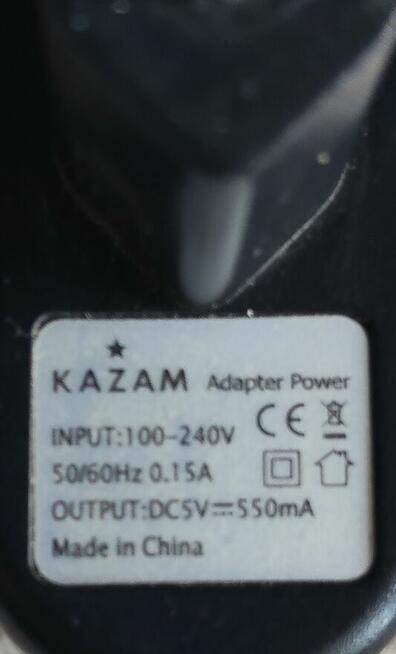 KAZAM Adapter Power
INPUT:100-240V
50/60Hz 0.15A
OUTPUT:DC5V⎓550mA
Made in China